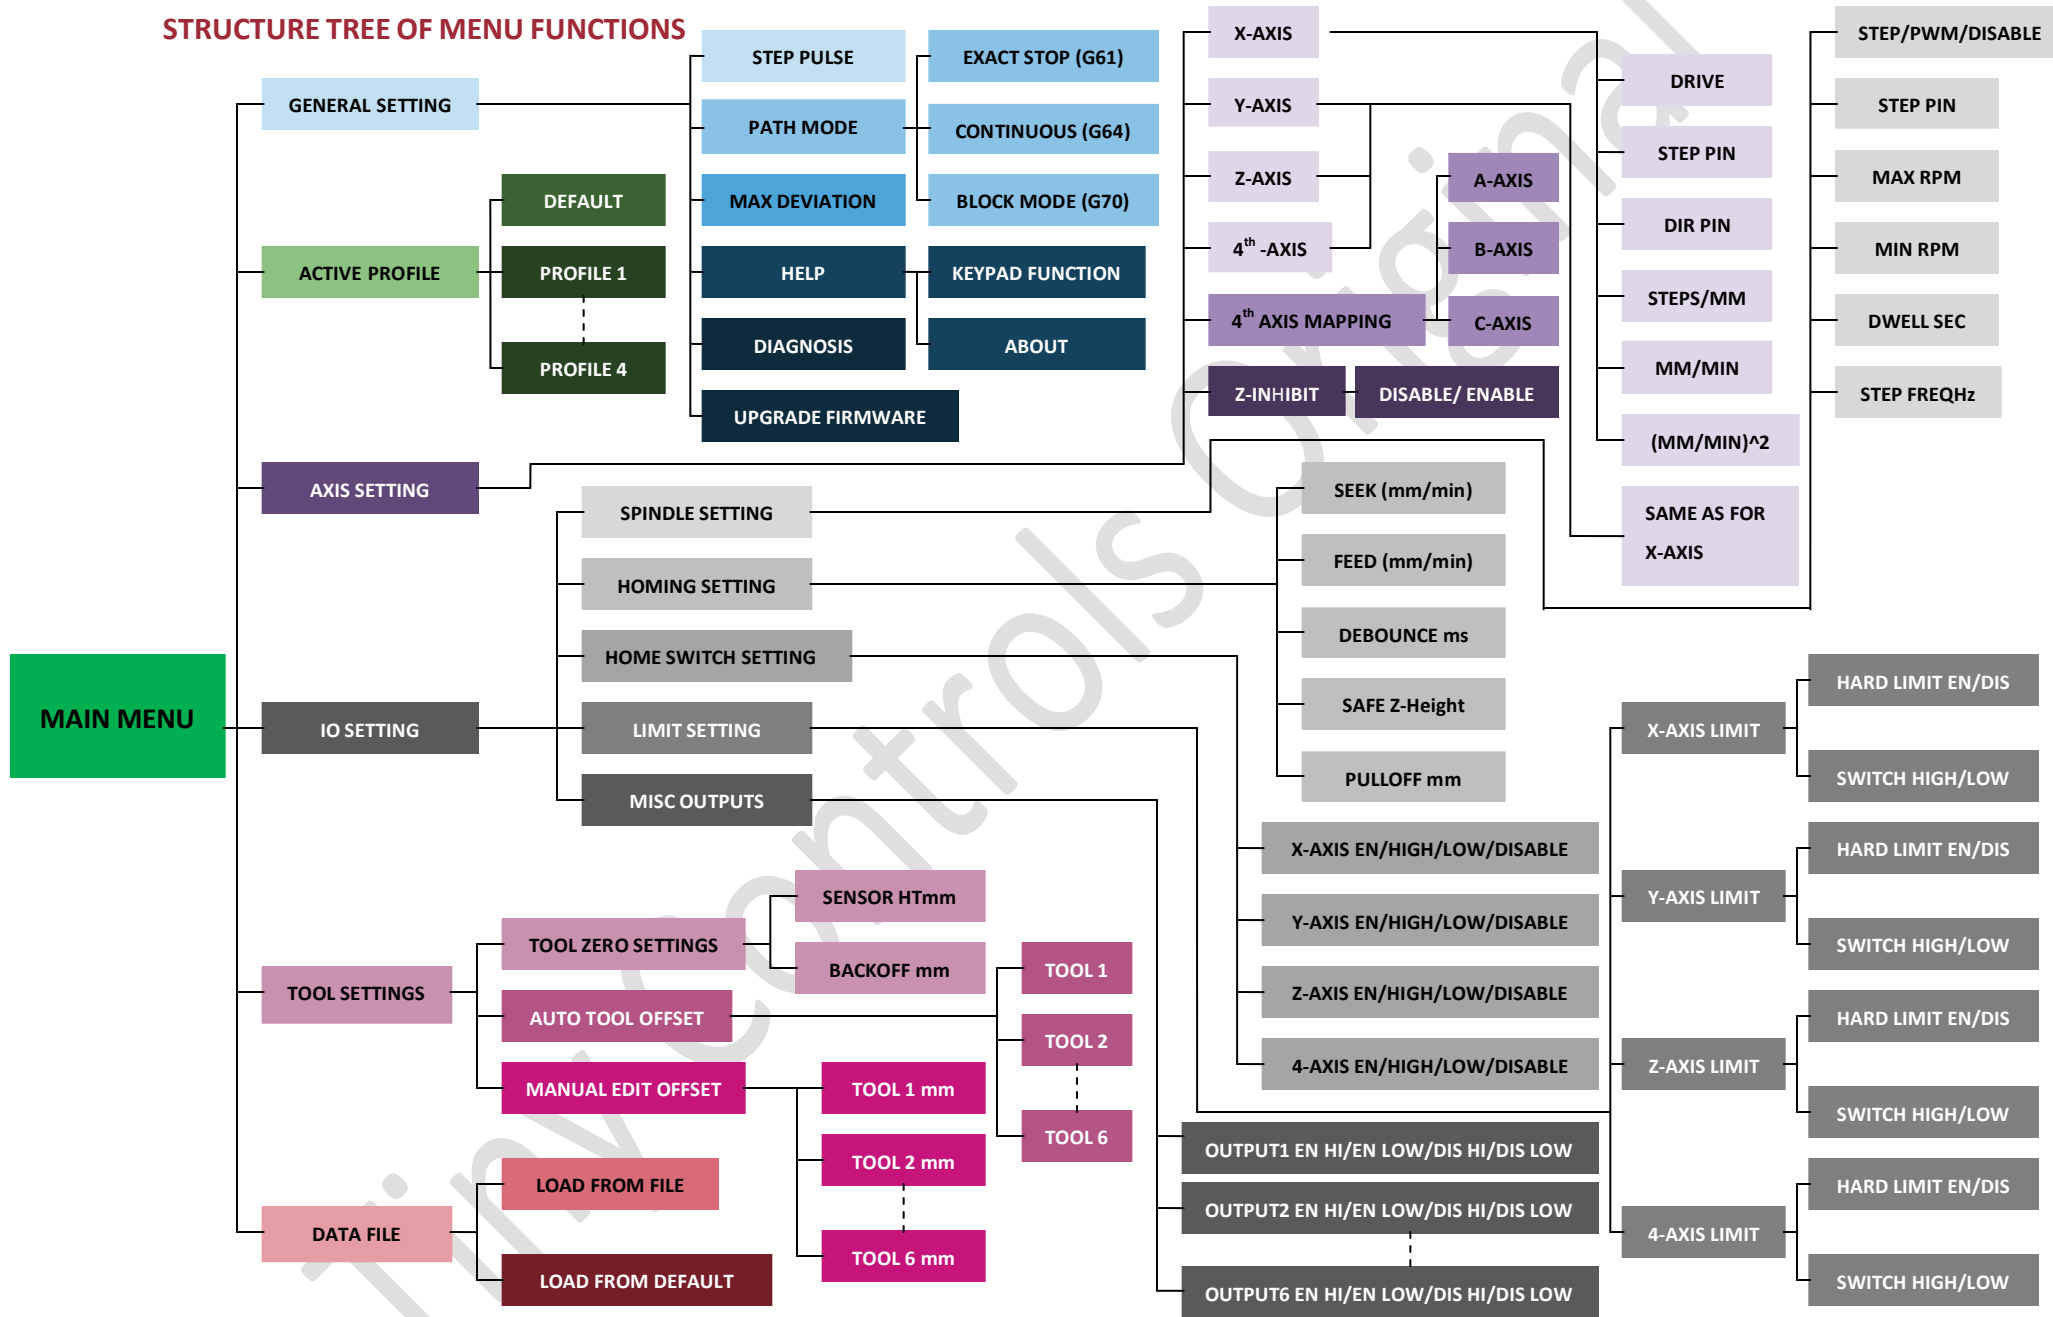 STRUCTURE TREE OF MENU FUNCTIONS
MAIN MENU
GENERAL SETTING
STEP PULSE
PATH MODE
EXACT STOP (G61)
CONTINUOUS (G64)
BLOCK MODE (G70)
MAX DEVIATION
HELP
KEYPAD FUNCTION
ABOUT
DIAGNOSIS
UPGRADE FIRMWARE
ACTIVE PROFILE
DEFAULT
PROFILE 1
PROFILE 4
AXIS SETTING
X-AXIS
DRIVE
STEP PIN
DIR PIN
STEPS/MM
MM/MIN
(MM/MIN)^2
Y-AXIS
Z-AXIS
4th -AXIS
SAME AS FOR
X-AXIS
4th AXIS MAPPING
A-AXIS
B-AXIS
C-AXIS
Z-INHIBIT
DISABLE/ ENABLE
IO SETTING
SPINDLE SETTING
STEP/PWM/DISABLE
STEP PIN
MAX RPM
MIN RPM
DWELL SEC
STEP FREQHz
HOMING SETTING
SEEK (mm/min)
FEED (mm/min)
DEBOUNCE ms
SAFE Z-Height
PULLOFF mm
HOME SWITCH SETTING
X-AXIS EN/HIGH/LOW/DISABLE
Y-AXIS EN/HIGH/LOW/DISABLE
Z-AXIS EN/HIGH/LOW/DISABLE
4-AXIS EN/HIGH/LOW/DISABLE
LIMIT SETTING
X-AXIS LIMIT
HARD LIMIT EN/DIS
SWITCH HIGH/LOW
Y-AXIS LIMIT
HARD LIMIT EN/DIS
SWITCH HIGH/LOW
Z-AXIS LIMIT
HARD LIMIT EN/DIS
SWITCH HIGH/LOW
4-AXIS LIMIT
HARD LIMIT EN/DIS
SWITCH HIGH/LOW
MISC OUTPUTS
OUTPUT1 EN HI/EN LOW/DIS HI/DIS LOW
OUTPUT2 EN HI/EN LOW/DIS HI/DIS LOW
OUTPUT6 EN HI/EN LOW/DIS HI/DIS LOW
TOOL SETTINGS
TOOL ZERO SETTINGS
SENSOR HTmm
BACKOFF mm
AUTO TOOL OFFSET
TOOL 1
TOOL 2
TOOL 6
MANUAL EDIT OFFSET
TOOL 1 mm
TOOL 2 mm
TOOL 6 mm
DATA FILE
LOAD FROM FILE
LOAD FROM DEFAULT
Tiny Controls Original